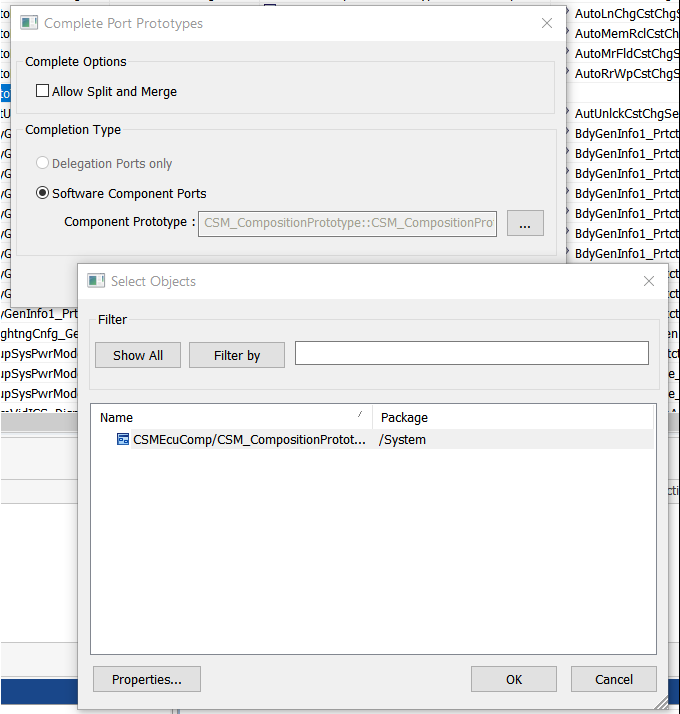 AutoLnChgCstChgS
Complete Port Prototypes
AutoMemRclCstCh
AutoMrFldCstChgS
Complete Options
AutoRrWpCstChgS
Allow Split and Merge
AutUnlckCstChgSe
Completion Type
BdyGenInfo1_Prtct
BdyGenInfo1_Prtct
Delegation Ports only
BdyGenInfo1_Prtct
Software Component Ports
BdyGenInfo1_Prtct
Component Prototype :
CSM_CompositionPrototype::CSM_CompositionPro
...
BdyGenInfo1_Prtct
BdyGenInfo1_Prtct
BdyGenInfo1_Prtct
Select Objects
yGenInfo1_Prt
Filter
ghtngCnfg_Ge
Show All
Filter by
upSysPwrMod
upSysPwrMod
upSysPwrMod
Name
Package
CSMEcuComp/CSM_CompositionPrototot...
/System
Properties...
OK
Cancel